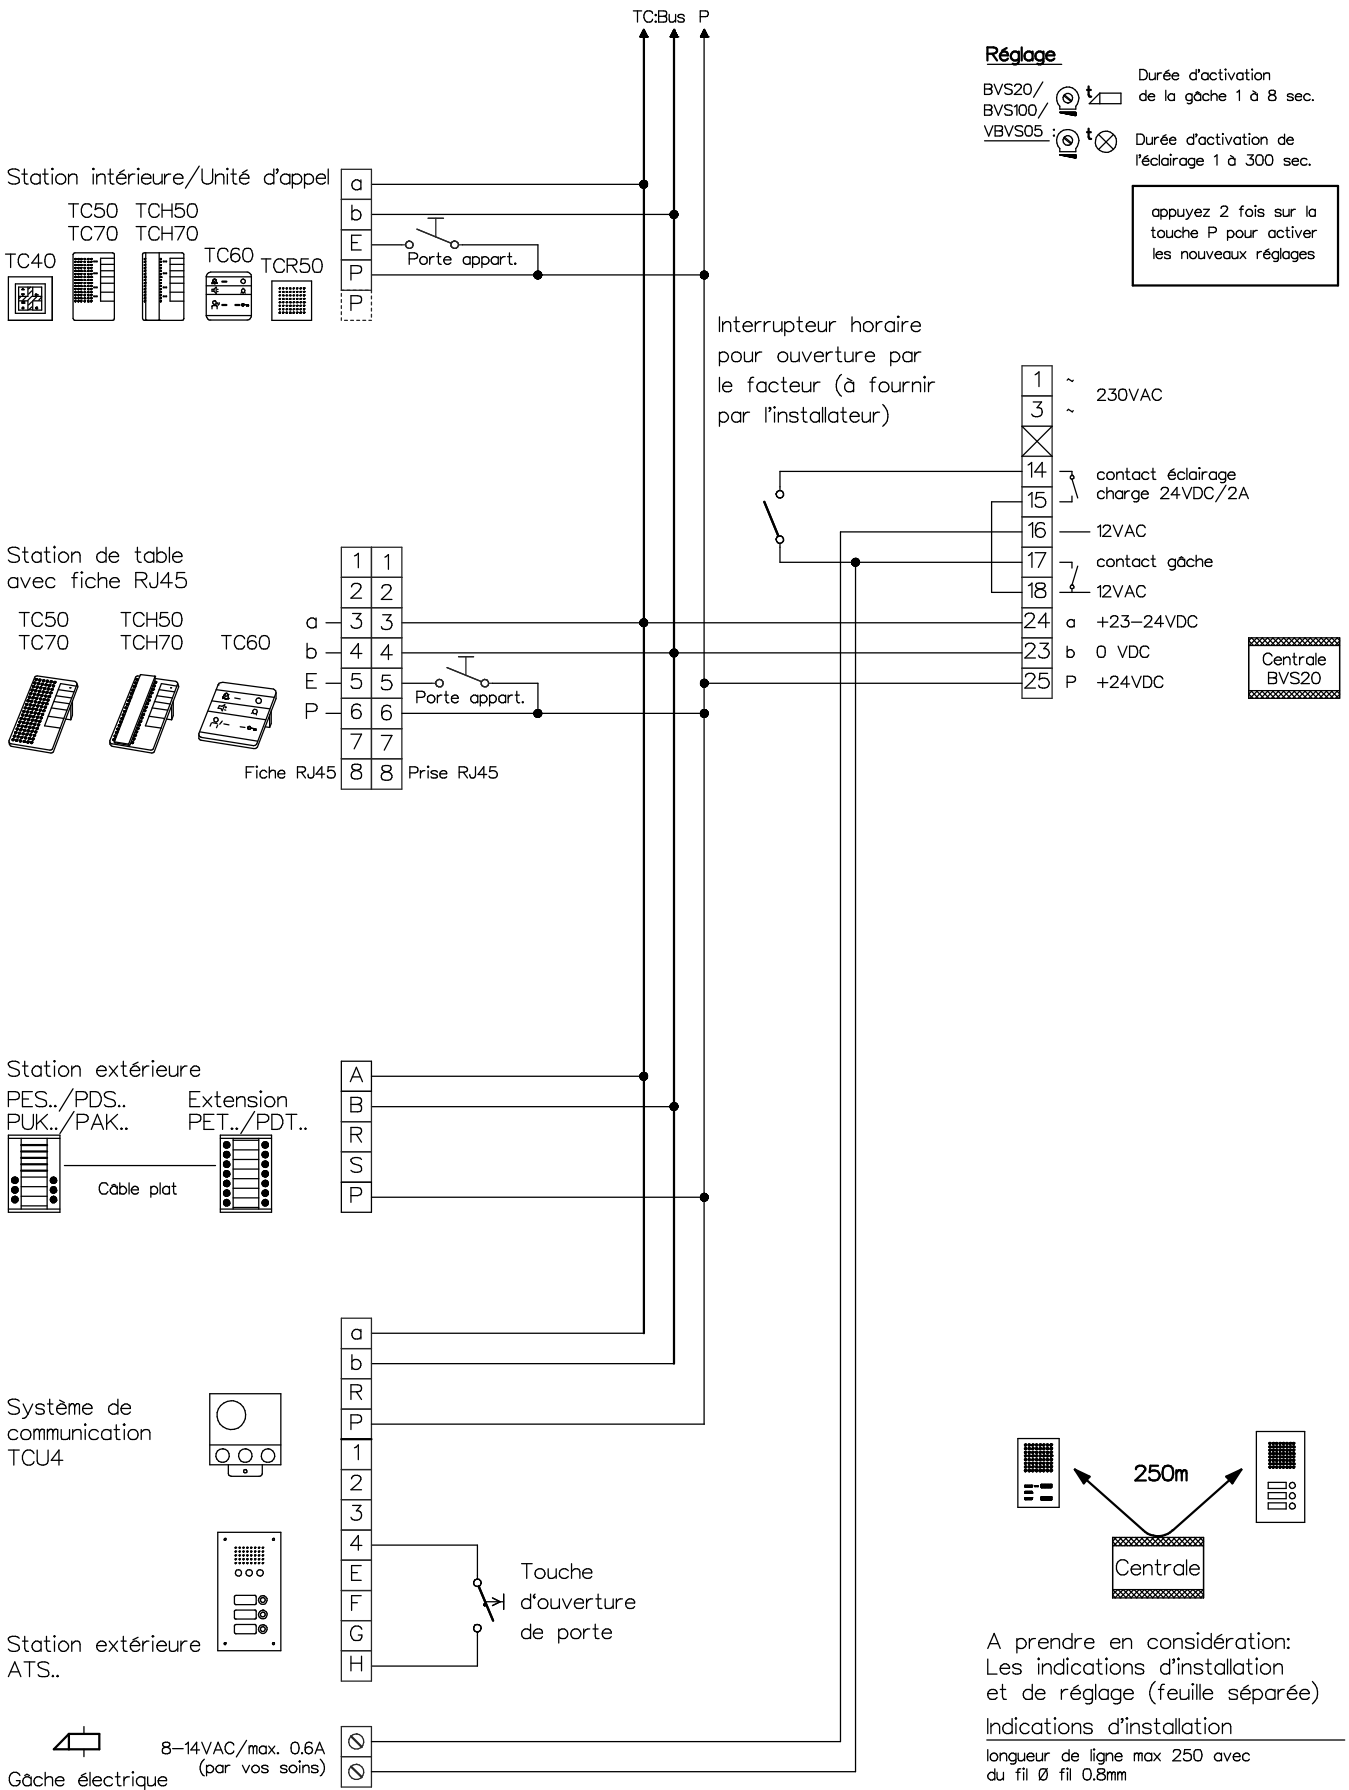 TC:Bus P
Réglage
BVS20/
BVS100/
VBVS05 :
t
Durée d'activation
de la gâche 1 à 8 sec.
t
Durée d'activation de
l'éclairage 1 à 300 sec.
appuyez 2 fois sur la
touche P pour activer
les nouveaux réglages
Station intérieure/Unité d'appel
TC50 TCH50
TC70 TCH70
TC40
TC60
TCR50
a
b
E
P
P
Porte appart.
Interrupteur horaire
pour ouverture par
le facteur (à fournir
par l'installateur)
1 ~
230VAC
3 ~
14
contact éclairage
15
charge 24VDC/2A
16 12VAC
17 contact gâche
18 12VAC
24 a +23-24VDC
23 b 0 VDC
25 P +24VDC
Centrale
BVS20
Station de table
avec fiche RJ45
TC50 TCH50
TC70 TCH70 TC60
1 1
2 2
a 3 3
b 4 4
E 5 5
P 6 6
7 7
Fiche RJ45 8 8 Prise RJ45
Porte appart.
Station extérieure
PES../PDS..
PUK../PAK..
Extension
PET../PDT..
Câble plat
A
B
R
S
P
Système de
communication
TCU4
a
b
R
P
1
2
3
4
E
F
G
H
Touche
d'ouverture
de porte
Station extérieure
ATS..
8-14VAC/max. 0.6A
(par vos soins)
Gâche électrique
250m
Centrale
A prendre en considération:
Les indications d'installation
et de réglage (feuille séparée)
Indications d'installation
longueur de ligne max 250 avec
du fil Ø fil 0.8mm